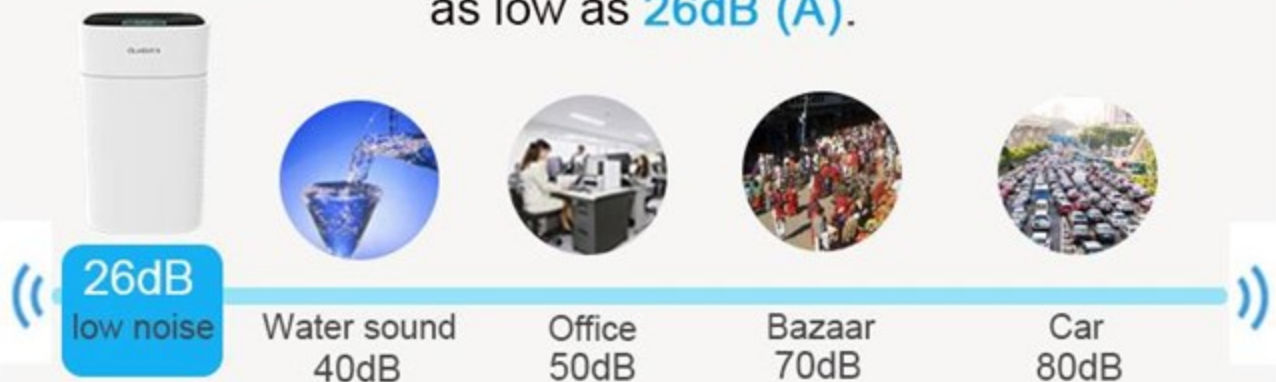 as low as 26dB (A).
26dB
low noise
Water sound
40dB
Office
50dB
Bazaar
70dB
Car
80dB